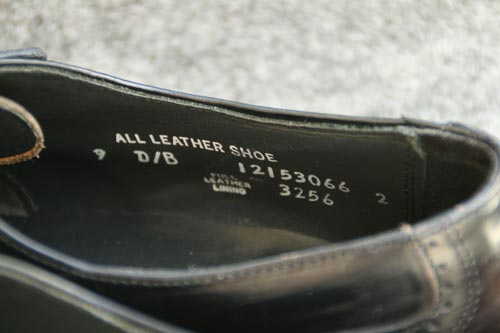 ALL LEATHER SHOE
9 D/B 12153066
FULL LEATHER LINING 3256 2